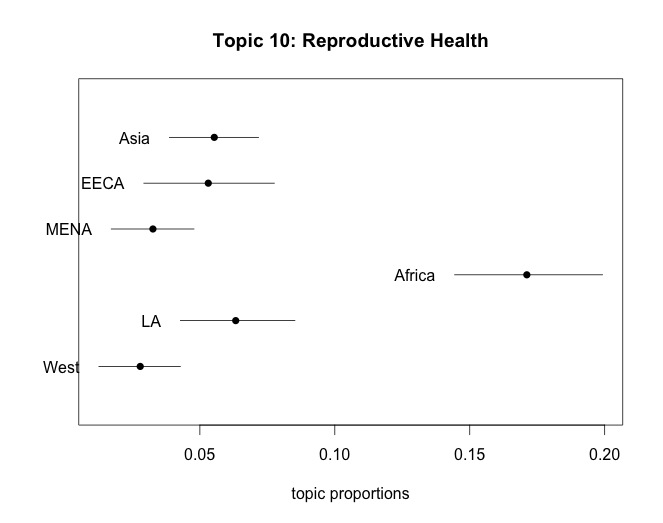 Topic 10: Reproductive Health
Asia
EECA
MENA
Africa
LA
West
0.05 0.10 0.15 0.20
topic proportions